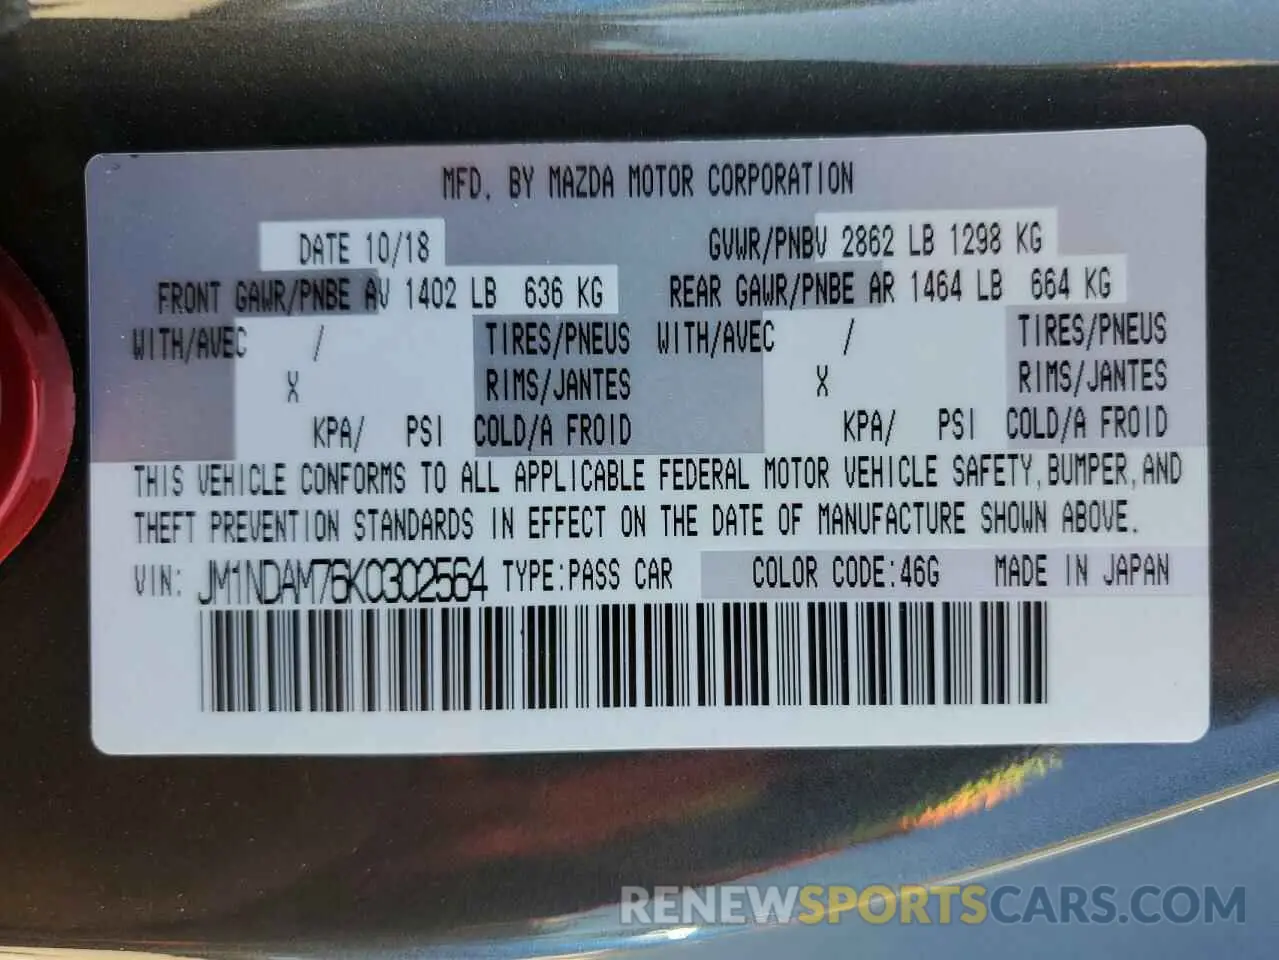 MFD. BY MAZDA MOTOR CORPORATION
DATE 10/18 GVWR/PNBV 2862 LB 1298 KG
FRONT GAWR/PNBE AV 1402 LB 636 KG REAR GAWR/PNBE AR 1464 LB 664 KG
WITH/AVEC / TIRES/PNEUS WITH/AVEC / TIRES/PNEUS
X RIMS/JANTES X RIMS/JANTES
KPA/ PSI COLD/A FROID KPA/ PSI COLD/A FROID
THIS VEHICLE CONFORMS TO ALL APPLICABLE FEDERAL MOTOR VEHICLE SAFETY, BUMPER, AND
THEFT PREVENTION STANDARDS IN EFFECT ON THE DATE OF MANUFACTURE SHOWN ABOVE.
VIN: JM1NDAM76K0302564 TYPE:PASS CAR COLOR CODE:46G MADE IN JAPAN
RENEWSPORTSCARS.COM